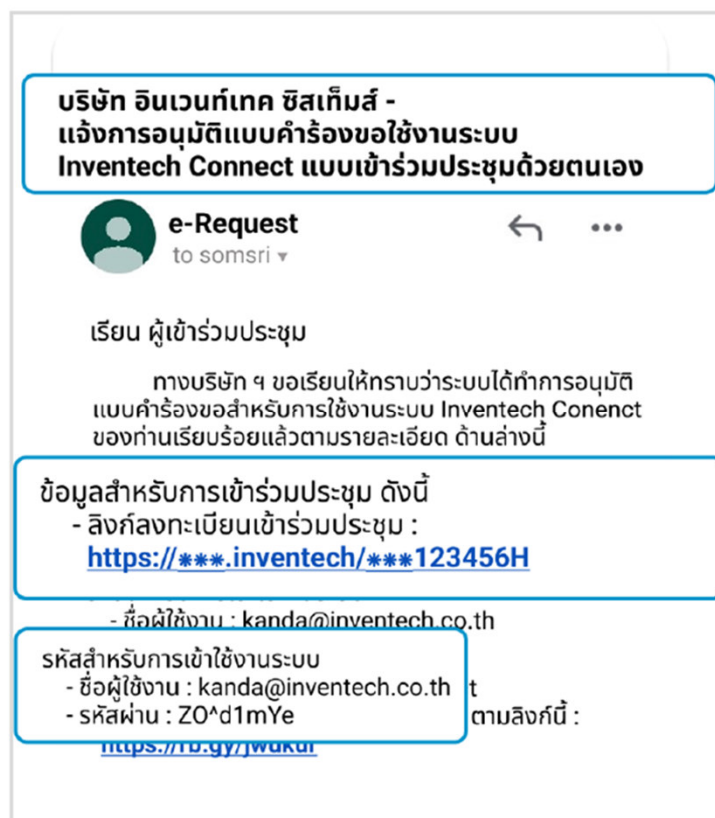 บริษัท อินเวนท์เทค ซิสเท็มส์ -
แจ้งการอนุมัติแบบคำร้องขอใช้งานระบบ
Inventech Connect แบบเข้าร่วมประชุมด้วยตนเอง
e-Request
to somsri
เรียน ผู้เข้าร่วมประชุม
ทางบริษัท ฯ ขอเรียนให้ทราบว่าระบบได้ทำการอนุมัติ
แบบคำร้องขอสำหรับการใช้งานระบบ Inventech Conenct
ของท่านเรียบร้อยแล้วตามรายละเอียด ด้านล่างนี้
ข้อมูลสำหรับการเข้าร่วมประชุม ดังนี้
- ลิงก์ลงทะเบียนเข้าร่วมประชุม :
https://***.inventech/***123456H
- ชื่อผู้ใช้งาน : kanda@inventech.co.th
รหัสสำหรับการเข้าใช้งานระบบ
- ชื่อผู้ใช้งาน : kanda@inventech.co.th t
- รหัสผ่าน : ZO^d1mYe ตามลิงก์นี้ :